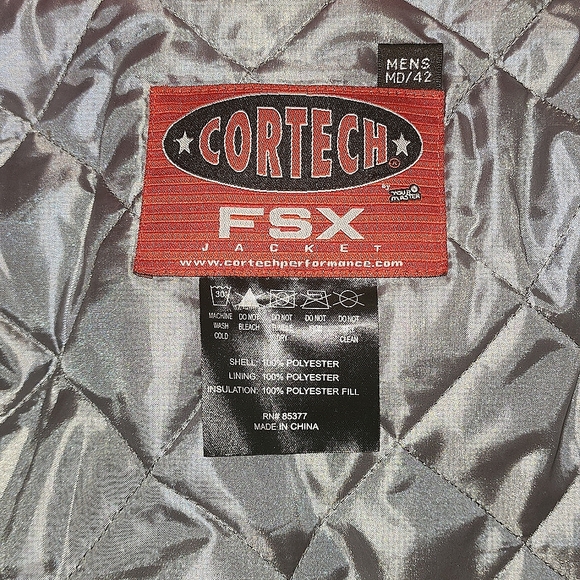 MENS
MD/42
CORTECH®
BY TOUR MASTER
FSX
JACKET
www.cortechperformance.com
30
MACHINE WASH COLD
DO NOT BLEACH
DO NOT TUMBLE DRY
DO NOT IRON
DO NOT CLEAN
SHELL: 100% POLYESTER
LINING: 100% POLYESTER
INSULATION: 100% POLYESTER FILL
RN# 85377
MADE IN CHINA